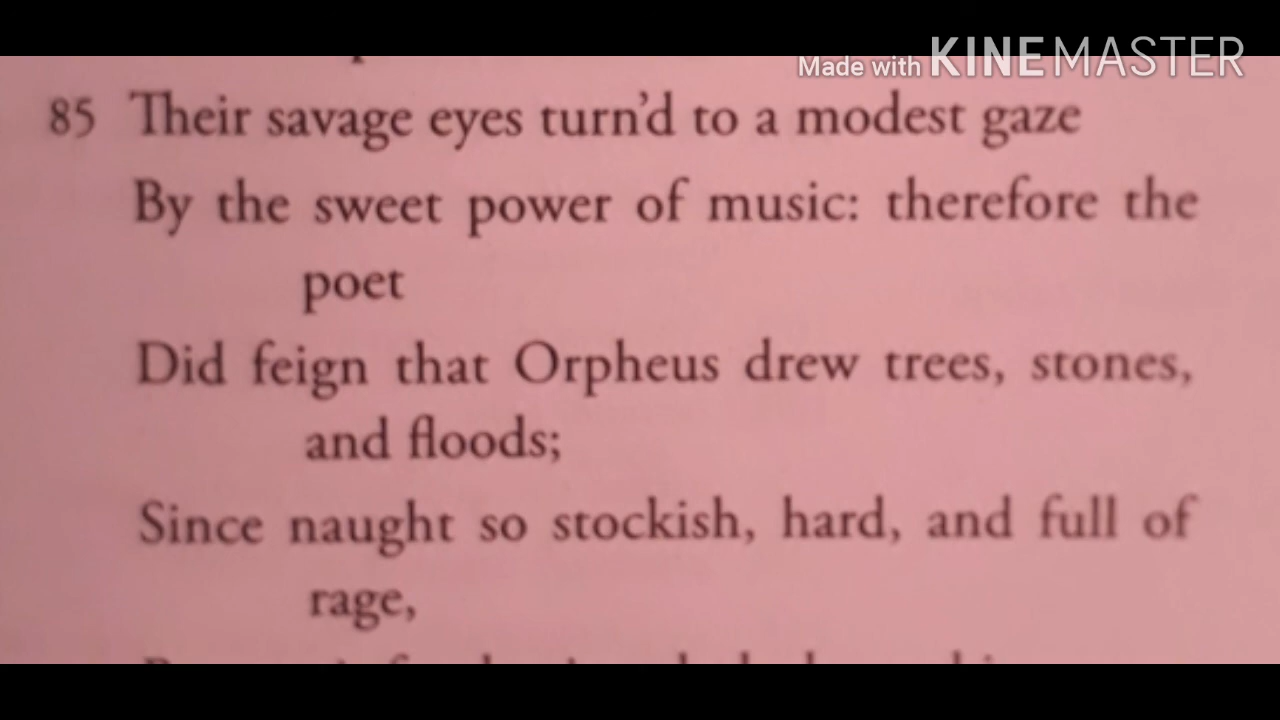 Made with KINEMASTER
85 Their savage eyes turn'd to a modest gaze
By the sweet power of music: therefore the
poet
Did feign that Orpheus drew trees, stones,
and floods;
Since naught so stockish, hard, and full of
rage,